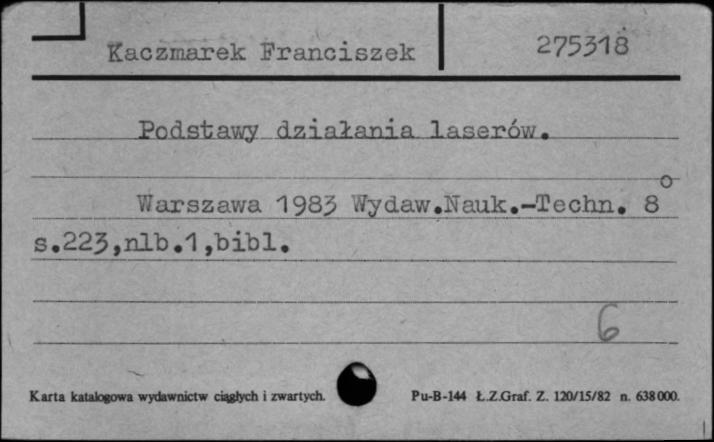 Kaczmarek Franciszek 275318
Podstawy działania laserów.
Warszawa 1983 Wydaw.Nauk.-Techn. 8°
s.223,nlb.1,bibl.
6
Karta katalogowa wydawnictw ciągłych i zwartych. Pu-B-144 Ł.Z.Graf. Z. 120/15/82 n. 638000.